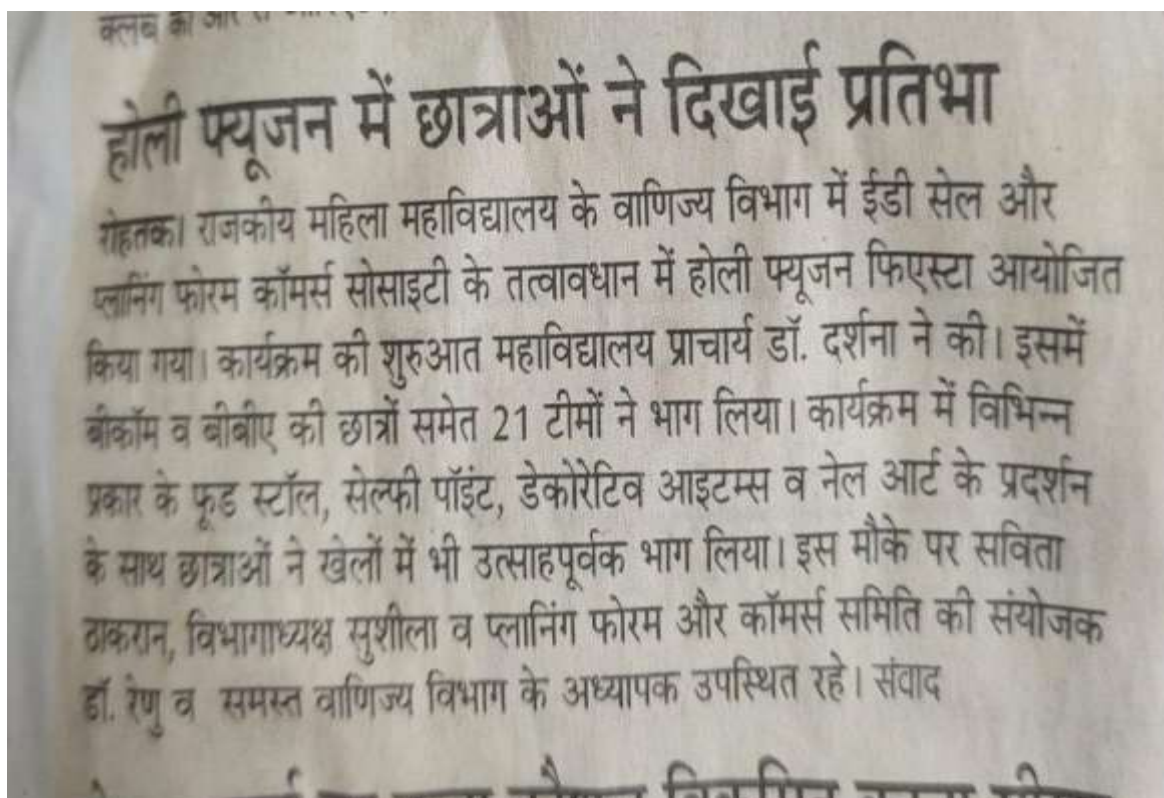 क्लब की ओर से
होली फ्यूजन में छात्राओं ने दिखाई प्रतिभा
रोहतक। राजकीय महिला महाविद्यालय के वाणिज्य विभाग में ईडी सेल और
प्लानिंग फोरम कॉमर्स सोसाइटी के तत्वावधान में होली फ्यूजन फिएस्टा आयोजित
किया गया। कार्यक्रम की शुरुआत महाविद्यालय प्राचार्य डॉ. दर्शना ने की। इसमें
बीकॉम व बीबीए की छात्रों समेत 21 टीमों ने भाग लिया। कार्यक्रम में विभिन्न
प्रकार के फूड स्टॉल, सेल्फी पॉइंट, डेकोरेटिव आइटम्स व नेल आर्ट के प्रदर्शन
के साथ छात्राओं ने खेलों में भी उत्साहपूर्वक भाग लिया। इस मौके पर सविता
ठाकरान, विभागाध्यक्ष सुशीला व प्लानिंग फोरम और कॉमर्स समिति की संयोजक
डॉ. रेणु व समस्त वाणिज्य विभाग के अध्यापक उपस्थित रहे। संवाद